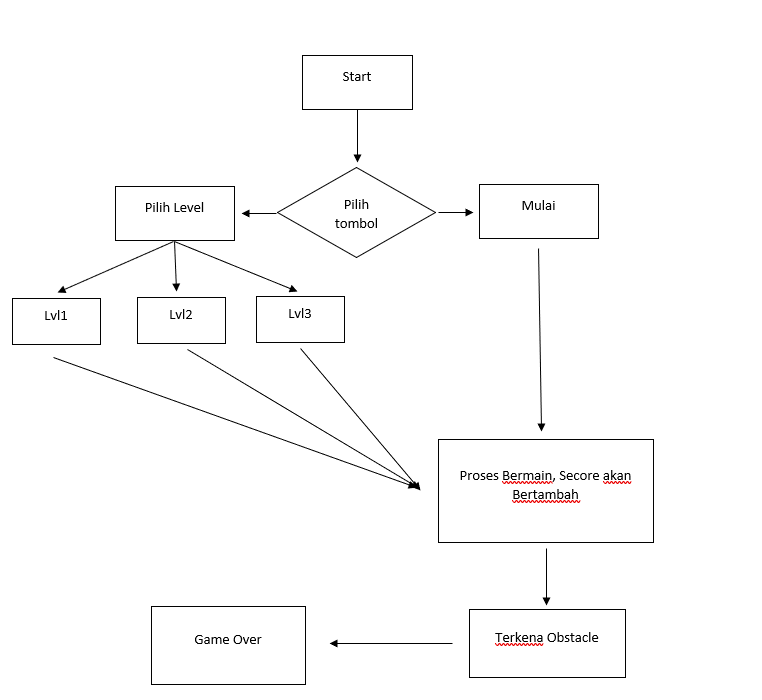 Start
Pilih
tombol
Pilih Level
Mulai
Lvl1
Lvl2
Lvl3
Proses Bermain, Secore akan
Bertambah
Terkena Obstacle
Game Over